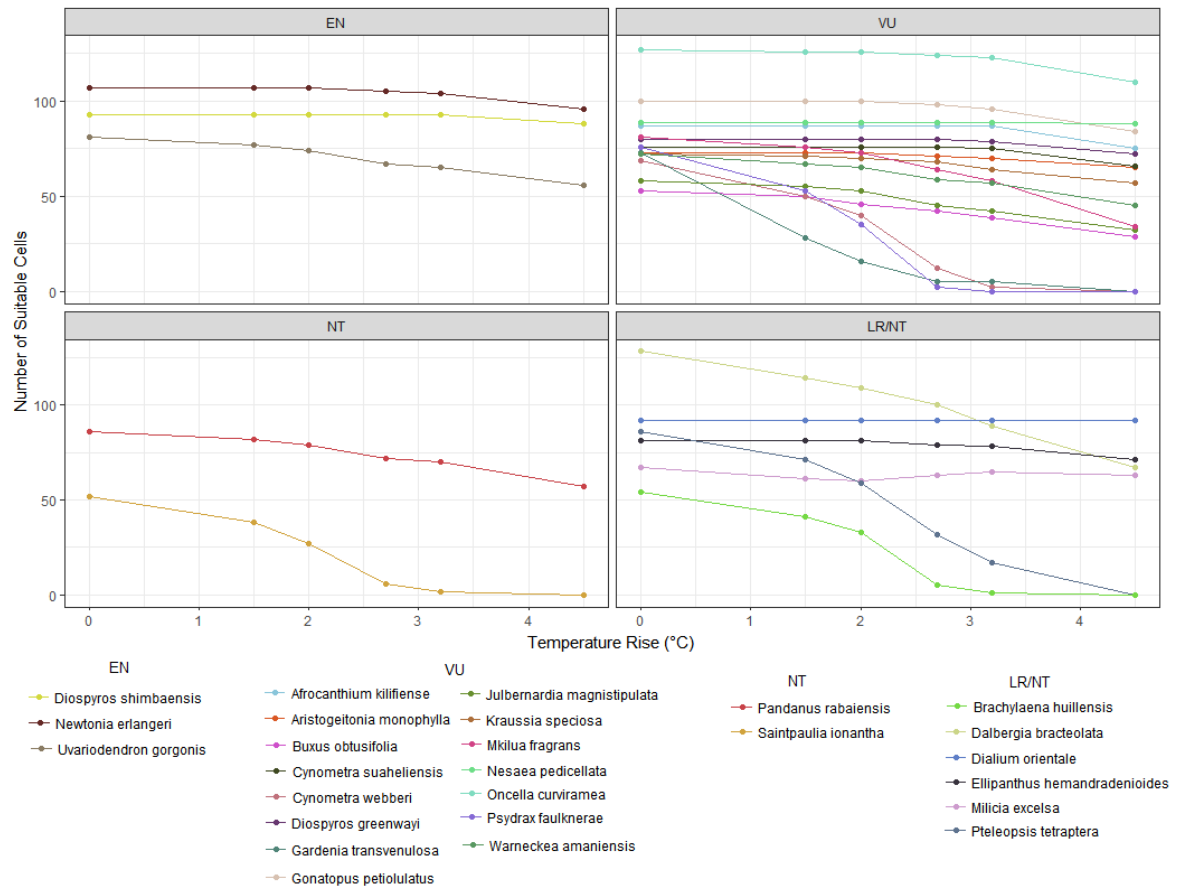 EN
VU
100
50
0
Number of Suitable Cells
NT
LR/NT
100
50
0
0 1 2 3 4
0 1 2 3 4
Temperature Rise (°C)
EN
Diospyros shimbaensis
Newtonia erlangeri
Uvariodendron gorgonis
VU
Afrocanthium kilifiense
Aristogeitonia monophylla
Buxus obtusifolia
Cynometra suaheliensis
Cynometra webberi
Diospyros greenwayi
Gardenia transvenulosa
Gonatopus petiolulatus
Julbernardia magnistipulata
Kraussia speciosa
Mkilua fragrans
Nesaea pedicellata
Oncella curviramea
Psydrax faulknerae
Warneckea amaniensis
NT
Pandanus rabaiensis
Saintpaulia ionantha
LR/NT
Brachylaena huillensis
Dalbergia bracteolata
Dialium orientale
Ellipanthus hemandradenioides
Milicia excelsa
Pteleopsis tetraptera